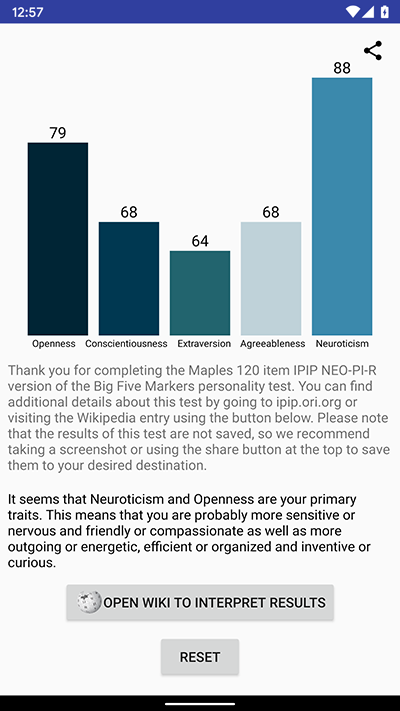 12:57
88
79
68
68
64
Openness Conscientiousness Extraversion Agreeableness Neuroticism
Thank you for completing the Maples 120 item IPIP NEO-PI-R
version of the Big Five Markers personality test. You can find
additional details about this test by going to ipip.ori.org or
visiting the Wikipedia entry using the button below. Please note
that the results of this test are not saved, so we recommend
taking a screenshot or using the share button at the top to save
them to your desired destination.
It seems that Neuroticism and Openness are your primary
traits. This means that you are probably more sensitive or
nervous and friendly or compassionate as well as more
outgoing or energetic, efficient or organized and inventive or
curious.
OPEN WIKI TO INTERPRET RESULTS
RESET